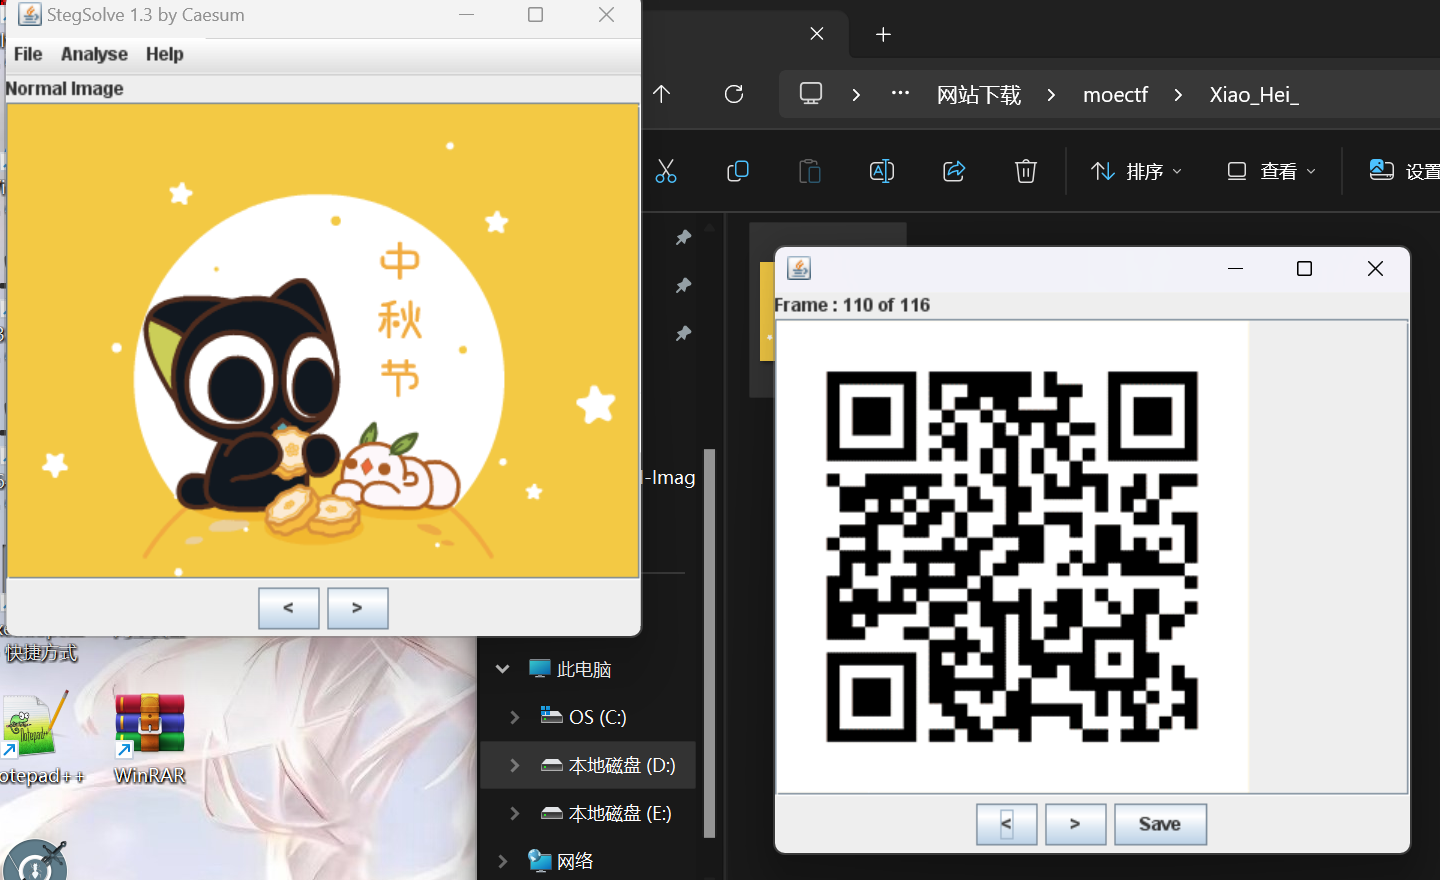 StegSolve 1.3 by Caesum
File Analyse Help
Normal Image
中
秋
节
< >
网站下载 > moectf > Xiao_Hei_
排序
查看
设置
l-Imag
Frame : 110 of 116
< > Save
快捷方式
此电脑
OS (C:)
本地磁盘 (D:)
本地磁盘 (E:)
网络
otepad++
WinRAR